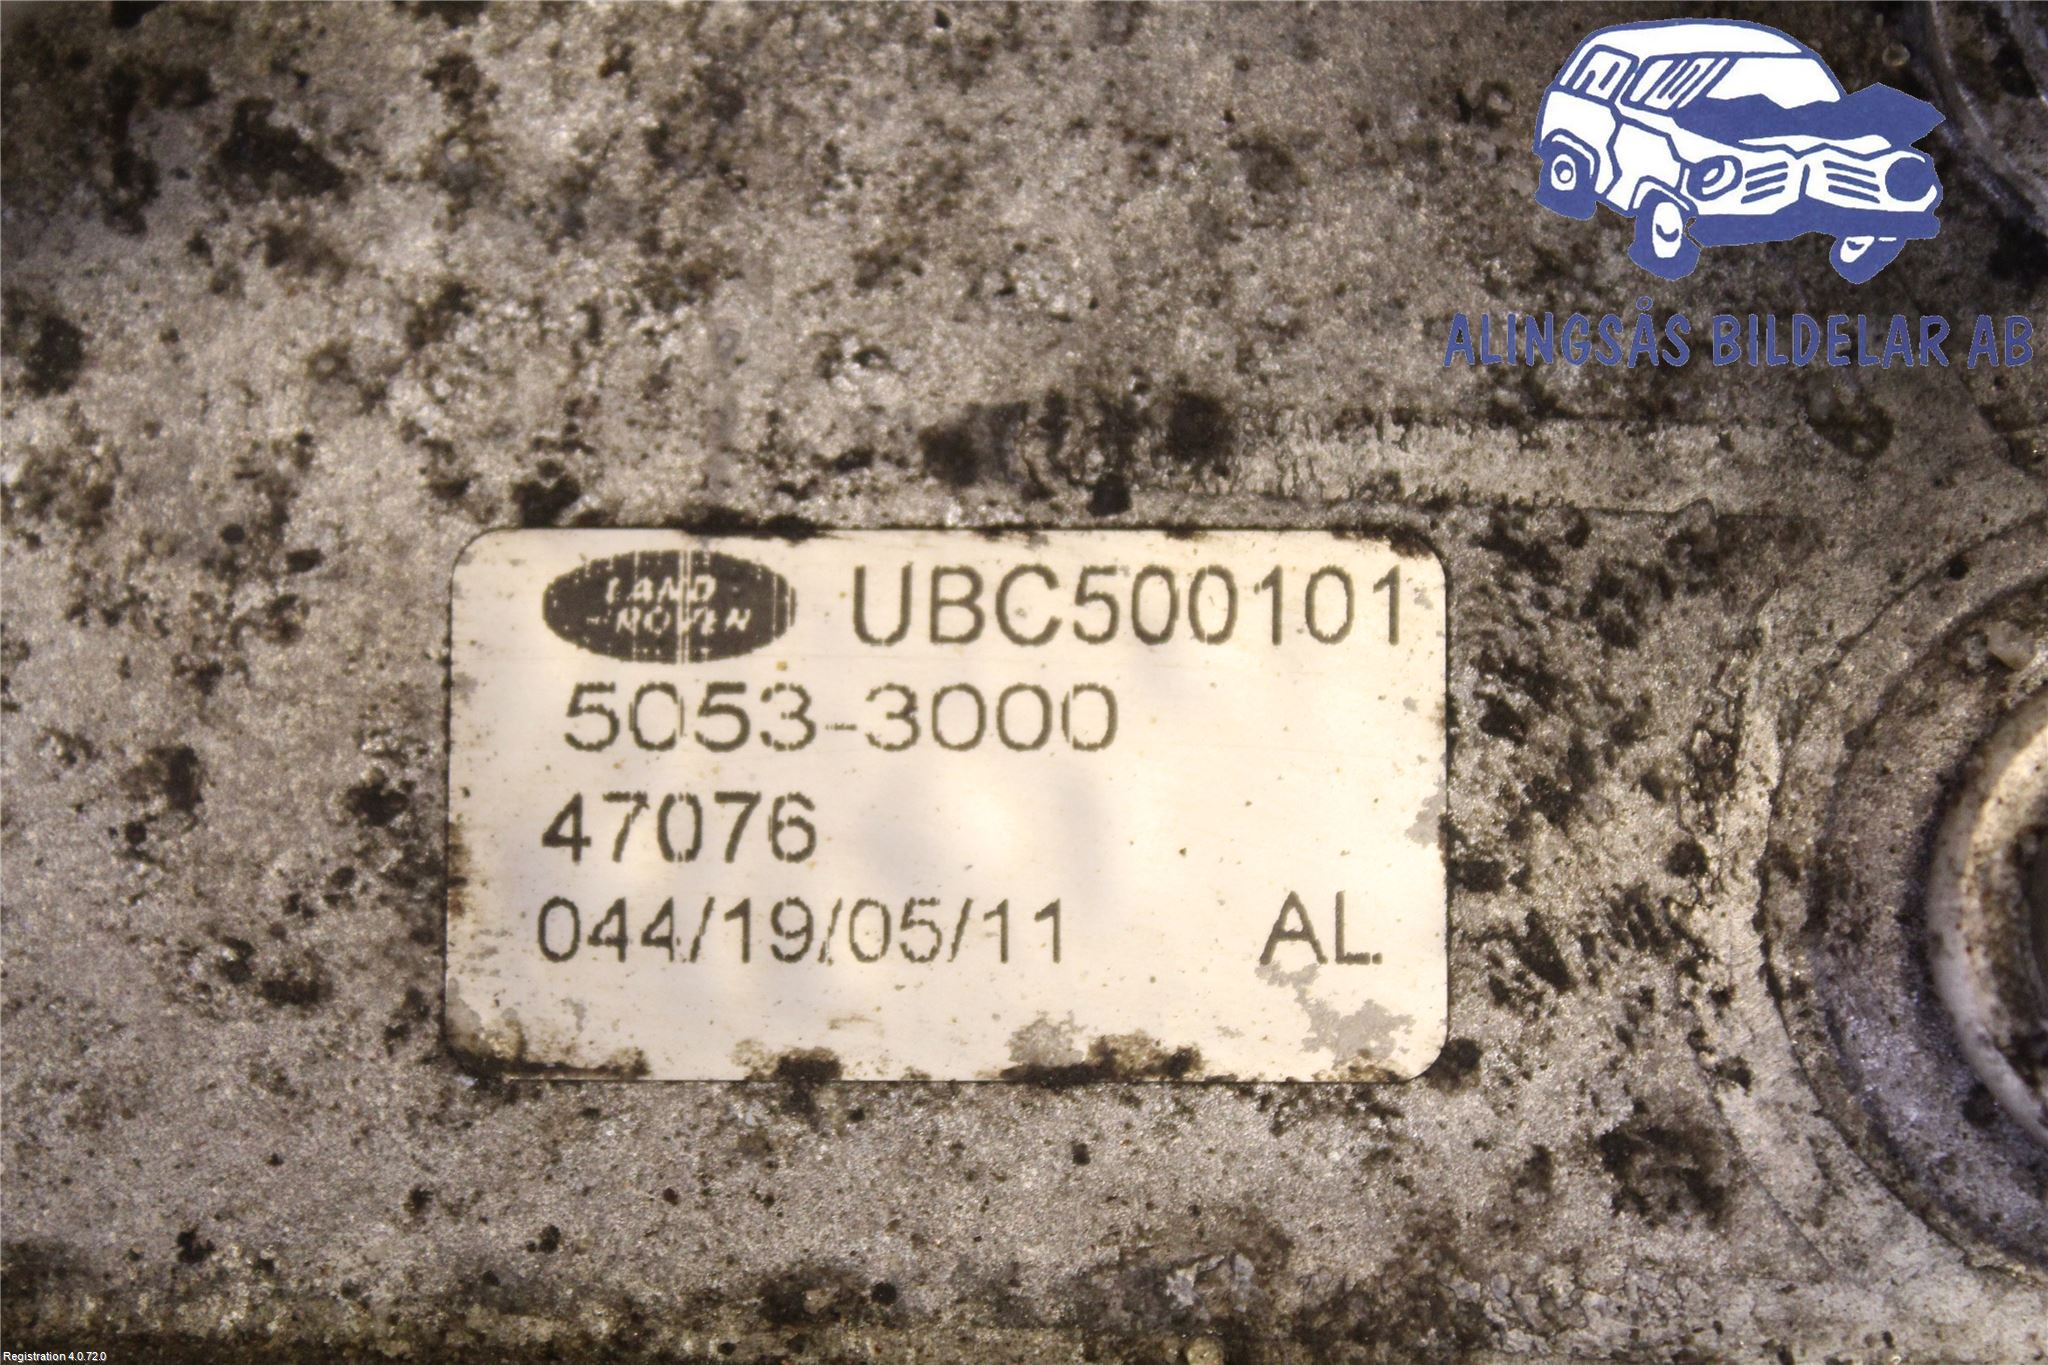 ALINGSÅS BILDELAR AB
LAND
ROVER
UBC500101
5053-3000
47076
044/19/05/11 AL
Registration 4.0.72.0